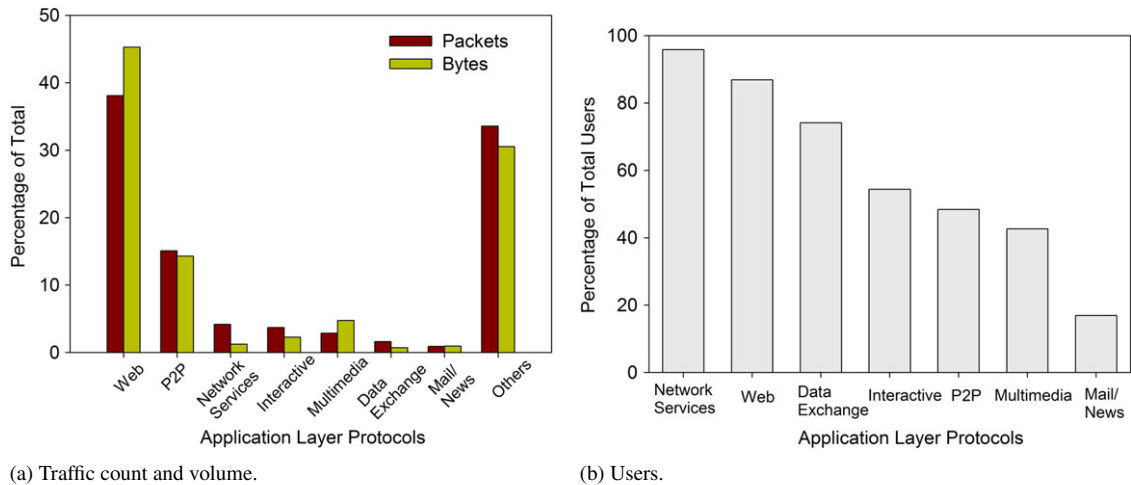 50
40
30
20
10
0
Percentage of Total
Packets
Bytes
Web
P2P
Network
Services
Interactive
Multimedia
Data
Exchange
Mail/
News
Others
Application Layer Protocols
(a) Traffic count and volume.
100
80
60
40
20
0
Percentage of Total Users
Network
Services
Web
Data
Exchange
Interactive
P2P
Multimedia
Mail/
News
Application Layer Protocols
(b) Users.